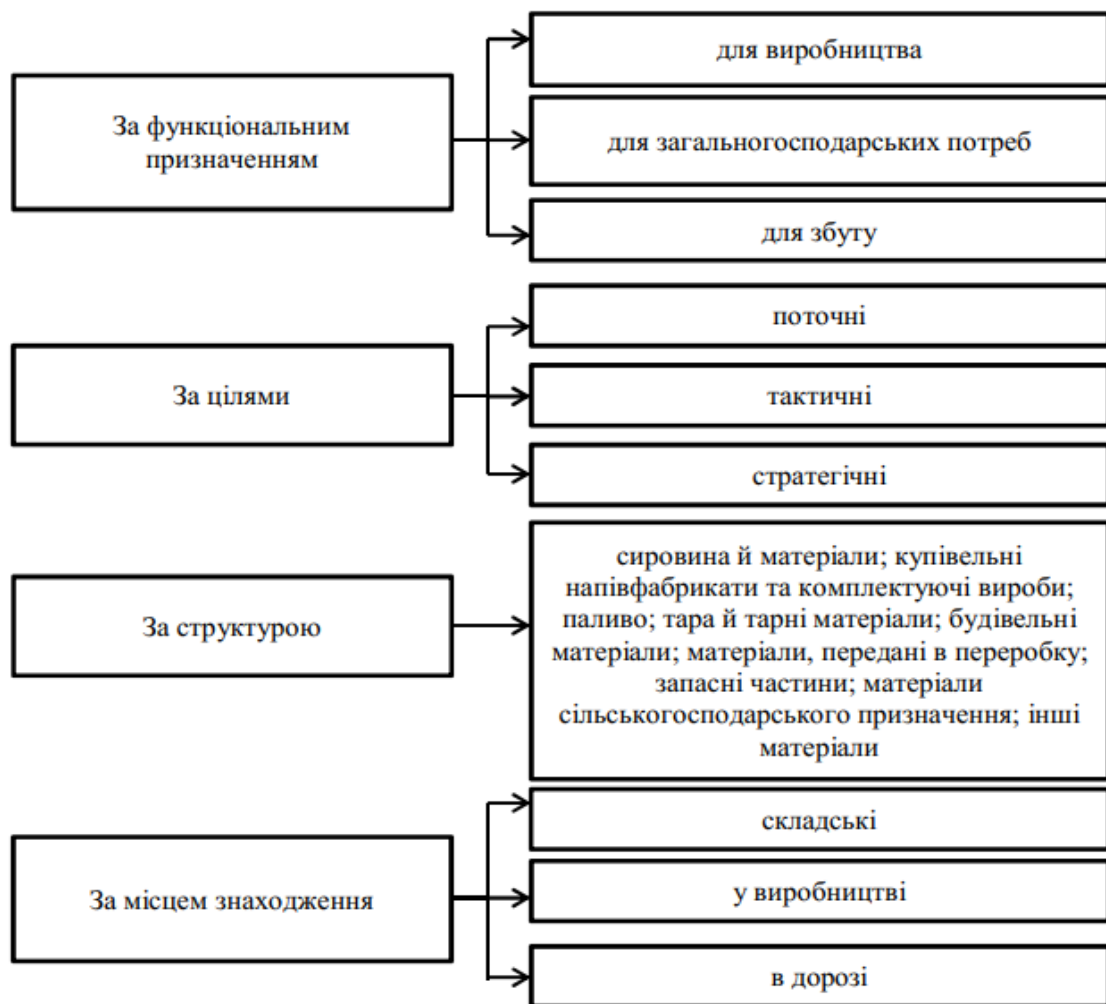 За функціональним
призначенням
для виробництва
для загальногосподарських потреб
для збуту
За цілями
поточні
тактичні
стратегічні
За структурою
сировина й матеріали; купівельні
напівфабрикати та комплектуючі вироби;
паливо; тара й тарні матеріали; будівельні
матеріали; матеріали, передані в переробку;
запасні частини; матеріали
сільськогосподарського призначення; інші
матеріали
За місцем знаходження
складські
у виробництві
в дорозі